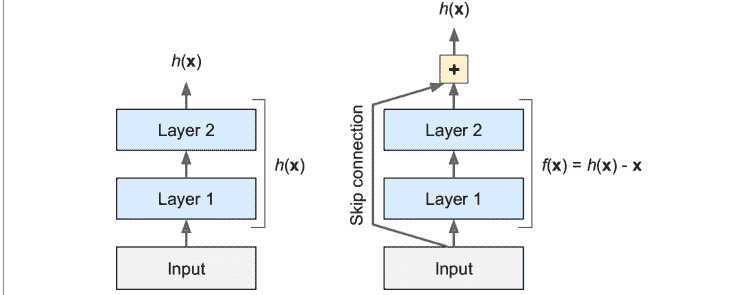 h(x)
Layer 2
Layer 1
h(x)
Input
h(x)
+
Skip connection
Layer 2
Layer 1
f(x) = h(x) - x
Input